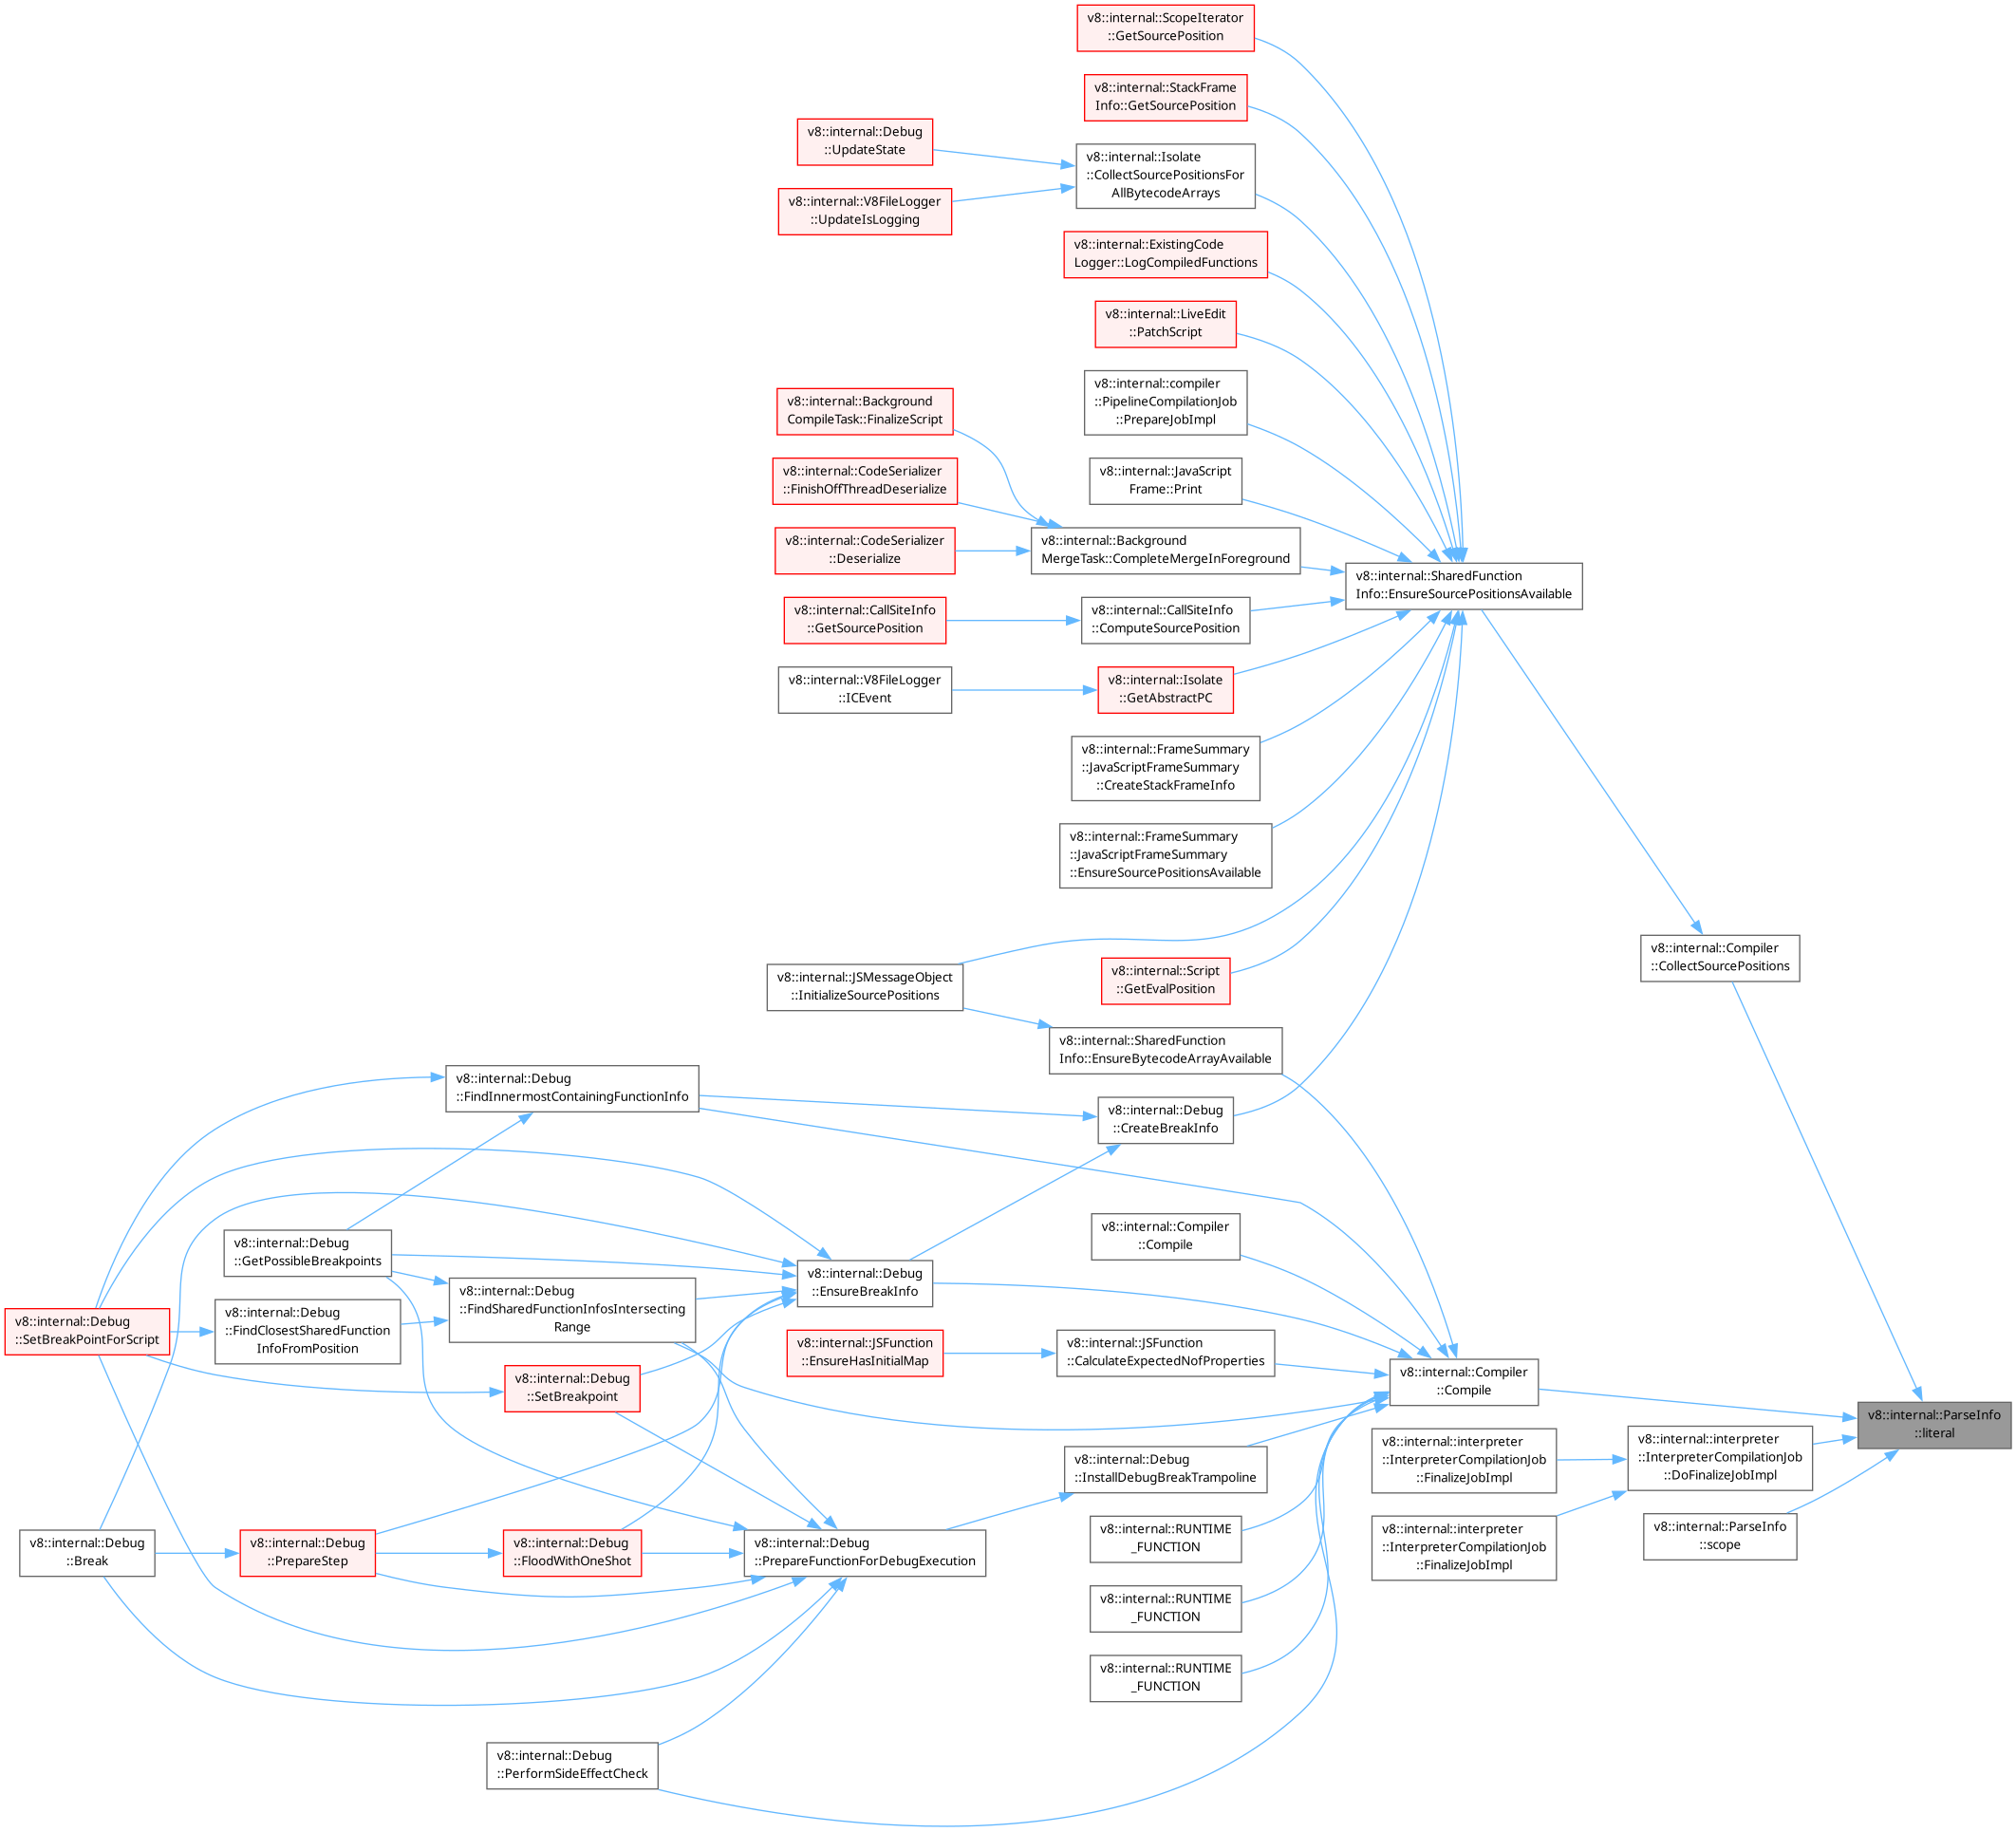 v8::internal::ScopeIterator
::GetSourcePosition
v8::internal::StackFrame
Info::GetSourcePosition
v8::internal::Debug
::UpdateState
v8::internal::Isolate
::CollectSourcePositionsFor
AllBytecodeArrays
v8::internal::V8FileLogger
::UpdateIsLogging
v8::internal::ExistingCode
Logger::LogCompiledFunctions
v8::internal::LiveEdit
::PatchScript
v8::internal::compiler
::PipelineCompilationJob
::PrepareJobImpl
v8::internal::Background
CompileTask::FinalizeScript
v8::internal::JavaScript
Frame::Print
v8::internal::CodeSerializer
::FinishOffThreadDeserialize
v8::internal::CodeSerializer
::Deserialize
v8::internal::Background
MergeTask::CompleteMergeInForeground
v8::internal::SharedFunction
Info::EnsureSourcePositionsAvailable
v8::internal::CallSiteInfo
::GetSourcePosition
v8::internal::CallSiteInfo
::ComputeSourcePosition
v8::internal::V8FileLogger
::ICEvent
v8::internal::Isolate
::GetAbstractPC
v8::internal::FrameSummary
::JavaScriptFrameSummary
::CreateStackFrameInfo
v8::internal::FrameSummary
::JavaScriptFrameSummary
::EnsureSourcePositionsAvailable
v8::internal::Compiler
::CollectSourcePositions
v8::internal::JSMessageObject
::InitializeSourcePositions
v8::internal::Script
::GetEvalPosition
v8::internal::SharedFunction
Info::EnsureBytecodeArrayAvailable
v8::internal::Debug
::FindInnermostContainingFunctionInfo
v8::internal::Debug
::CreateBreakInfo
v8::internal::Debug
::GetPossibleBreakpoints
v8::internal::Compiler
::Compile
v8::internal::Debug
::EnsureBreakInfo
v8::internal::Debug
::FindSharedFunctionInfosIntersecting
Range
v8::internal::Debug
::SetBreakPointForScript
v8::internal::Debug
::FindClosestSharedFunction
InfoFromPosition
v8::internal::JSFunction
::EnsureHasInitialMap
v8::internal::JSFunction
::CalculateExpectedNofProperties
v8::internal::Debug
::SetBreakpoint
v8::internal::Compiler
::Compile
v8::internal::ParseInfo
::literal
v8::internal::Debug
::InstallDebugBreakTrampoline
v8::internal::interpreter
::InterpreterCompilationJob
::FinalizeJobImpl
v8::internal::interpreter
::InterpreterCompilationJob
::DoFinalizeJobImpl
v8::internal::Debug
::Break
v8::internal::Debug
::PrepareStep
v8::internal::Debug
::FloodWithOneShot
v8::internal::Debug
::PrepareFunctionForDebugExecution
v8::internal::RUNTIME
_FUNCTION
v8::internal::interpreter
::InterpreterCompilationJob
::FinalizeJobImpl
v8::internal::ParseInfo
::scope
v8::internal::RUNTIME
_FUNCTION
v8::internal::RUNTIME
_FUNCTION
v8::internal::Debug
::PerformSideEffectCheck